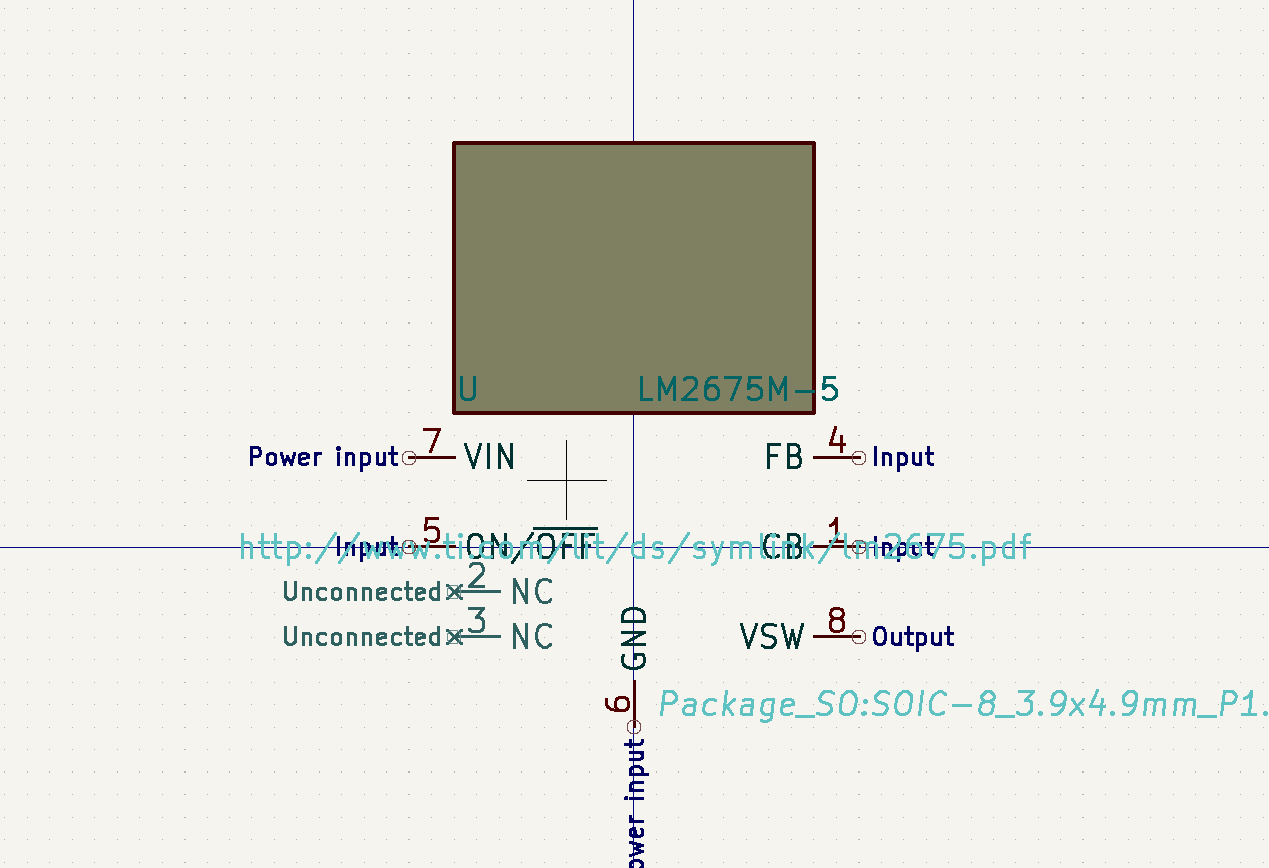 U LM2675M-5
Power input 7 VIN FB 4 Input
Input 5 ON/OFF CB 1 Input
http://www.ti.com/lit/ds/symlink/lm2675.pdf
Unconnected 2 NC
Unconnected 3 NC
GND
VSW 8 Output
6
Package_SO:SOIC-8_3.9x4.9mm_P1.
ower input